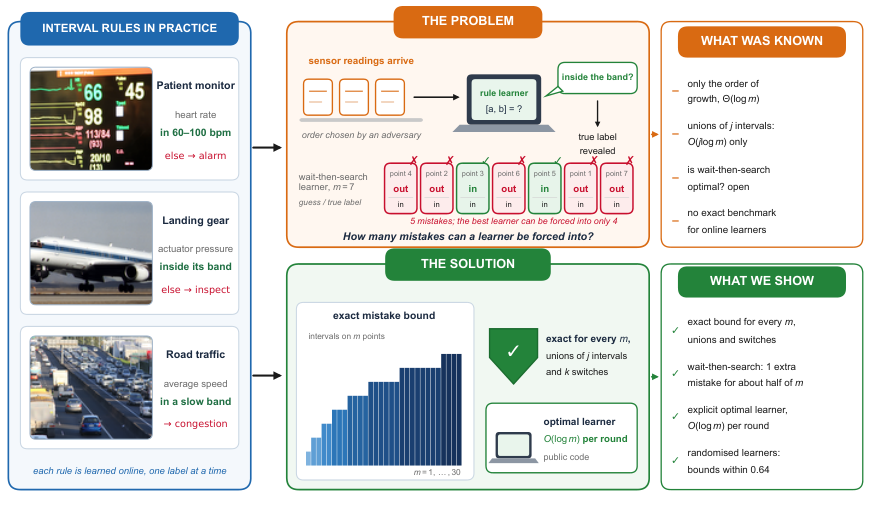 INTERVAL RULES IN PRACTICE
66
45
98
113/84
(93)
20/10
(13)
Patient monitor
heart rate
in 60–100 bpm
else → alarm
Landing gear
actuator pressure
inside its band
else → inspect
Road traffic
average speed
in a slow band
→ congestion
each rule is learned online, one label at a time
THE PROBLEM
sensor readings arrive
order chosen by an adversary
rule learner
[a, b] = ?
inside the band?
true label
revealed
wait-then-search
learner, m = 7
guess / true label
✗ ✗ ✓ ✗ ✓ ✗ ✗
point 4 point 2 point 3 point 6 point 5 point 1 point 7
out out in out in out out
in in in in in in in
5 mistakes; the best learner can be forced into only 4
How many mistakes can a learner be forced into?
WHAT WAS KNOWN
– only the order of
growth, Θ(log m)
– unions of j intervals:
O(j log m) only
– is wait-then-search
optimal? open
– no exact benchmark
for online learners
THE SOLUTION
exact mistake bound
intervals on m points
m = 1, …, 30
✓
exact for every m,
unions of j intervals
and k switches
optimal learner
O(log m) per round
public code
WHAT WE SHOW
✓ exact bound for every m,
unions and switches
✓ wait-then-search: 1 extra
mistake for about half of m
✓ explicit optimal learner,
O(log m) per round
✓ randomised learners:
bounds within 0.64